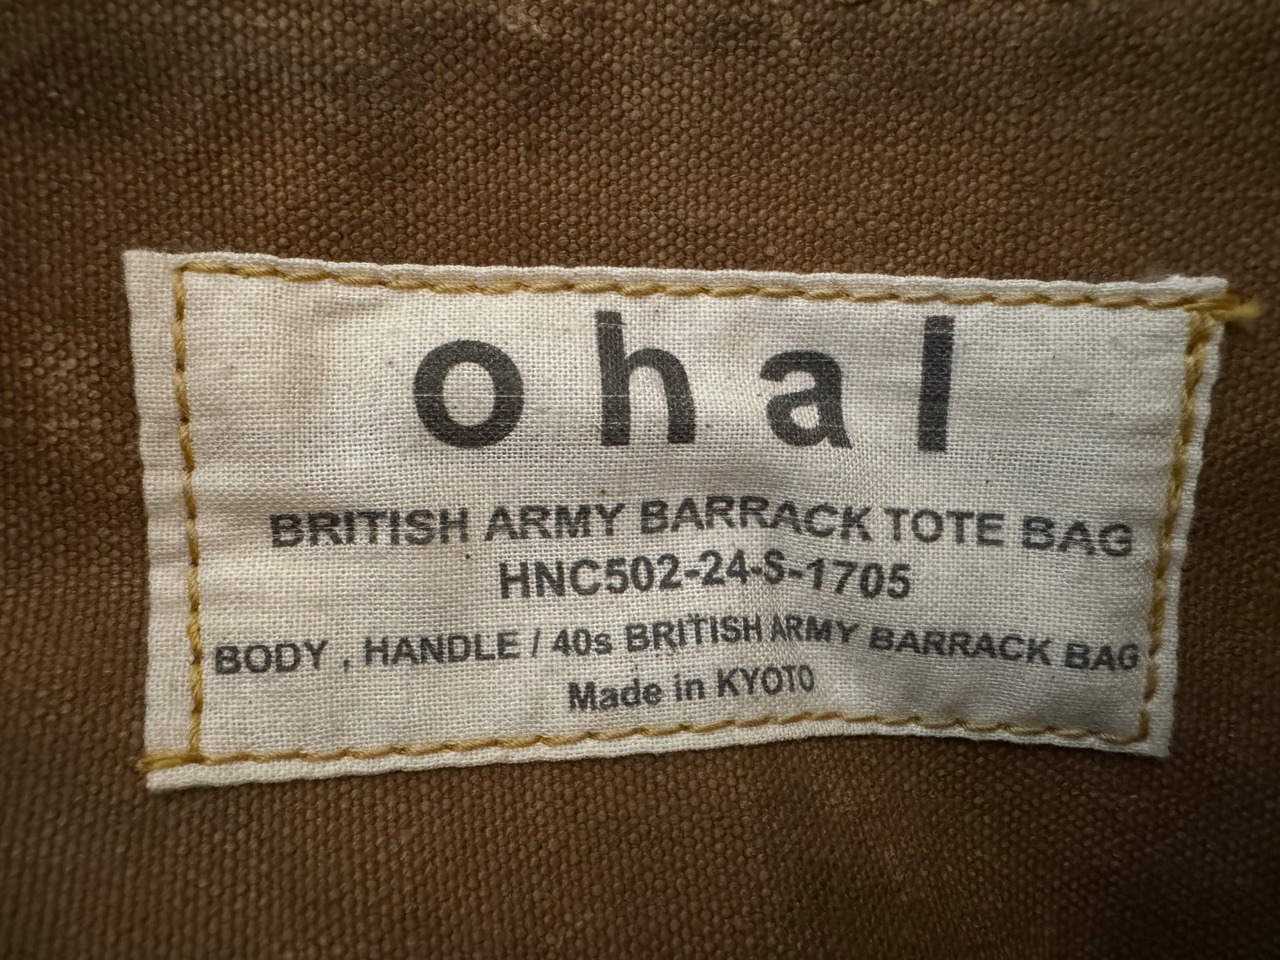 ohal
BRITISH ARMY BARRACK TOTE BAG
HNC502-24-S-1705
BODY , HANDLE / 40s BRITISH ARMY BARRACK BAG
Made in KYOTO